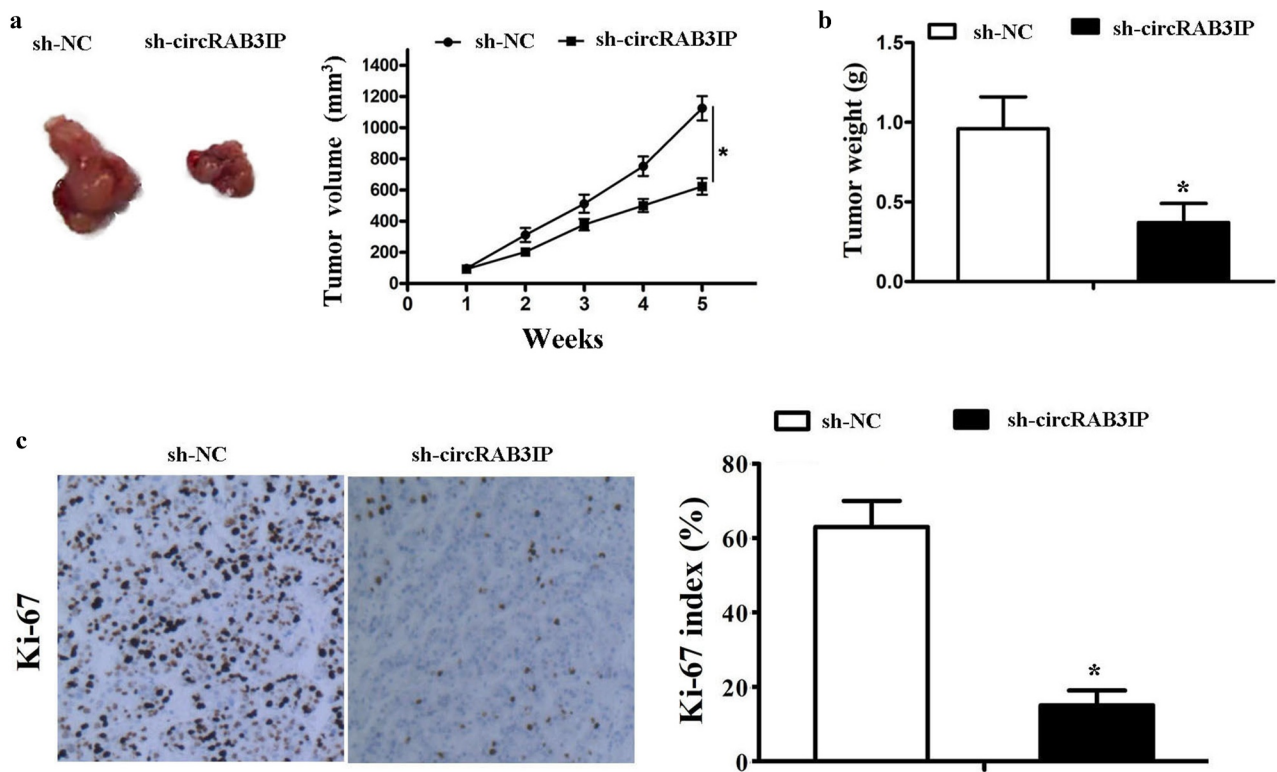 a
sh-NC
sh-circRAB3IP
sh-NC
sh-circRAB3IP
Tumor volume (mm3)
1400
1200
1000
800
600
400
200
0
*
0 1 2 3 4 5
Weeks
b
sh-NC
sh-circRAB3IP
Tumor weight (g)
1.5
1.0
0.5
0.0
*
c
sh-NC
sh-circRAB3IP
Ki-67
sh-NC
sh-circRAB3IP
Ki-67 index (%)
80
60
40
20
0
*